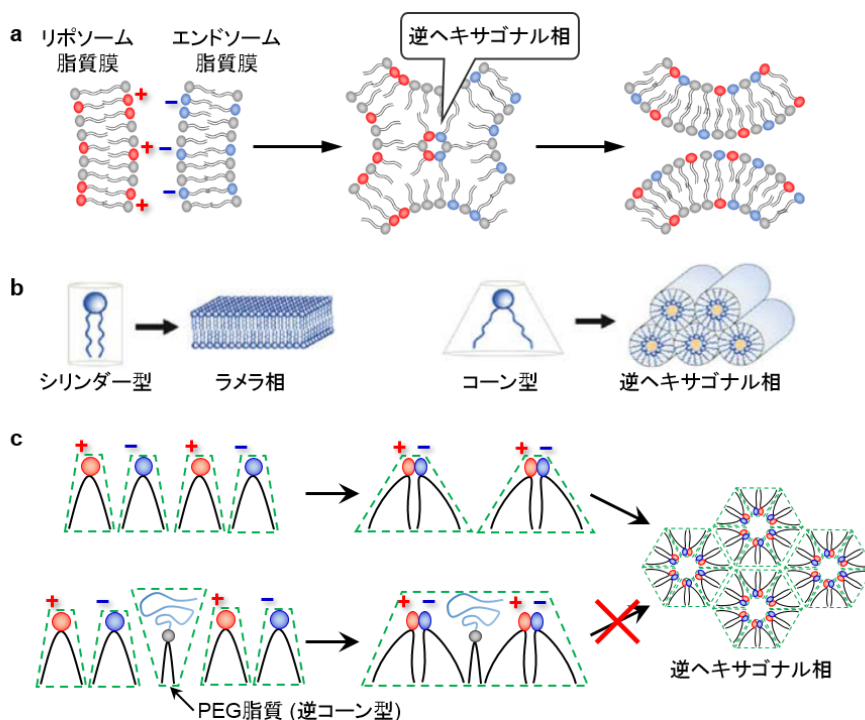 a
リポソーム
脂質膜
エンドソーム
脂質膜
逆ヘキサゴナル相
+
+
+
−
−
−
b
シリンダー型
ラメラ相
コーン型
逆ヘキサゴナル相
c
+ − + −
+ − + −
+ − + −
+ − + −
逆ヘキサゴナル相
PEG脂質 (逆コーン型)